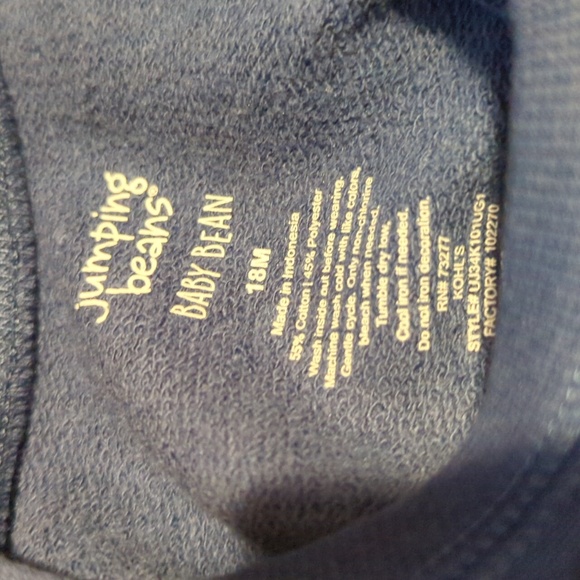 Jumping
beans®
BABY BEAN
18M
Made in Indonesia
55% Cotton | 45% Polyester
Wash inside out before wearing.
Machine wash cold with like colors,
Gentle cycle. Only non-chlorine
bleach when needed.
Tumble dry low.
Cool iron if needed.
Do not iron decoration.
RN# 73277
KOHL'S
STYLE# UJ34K101YUG1
FACTORY# 102270